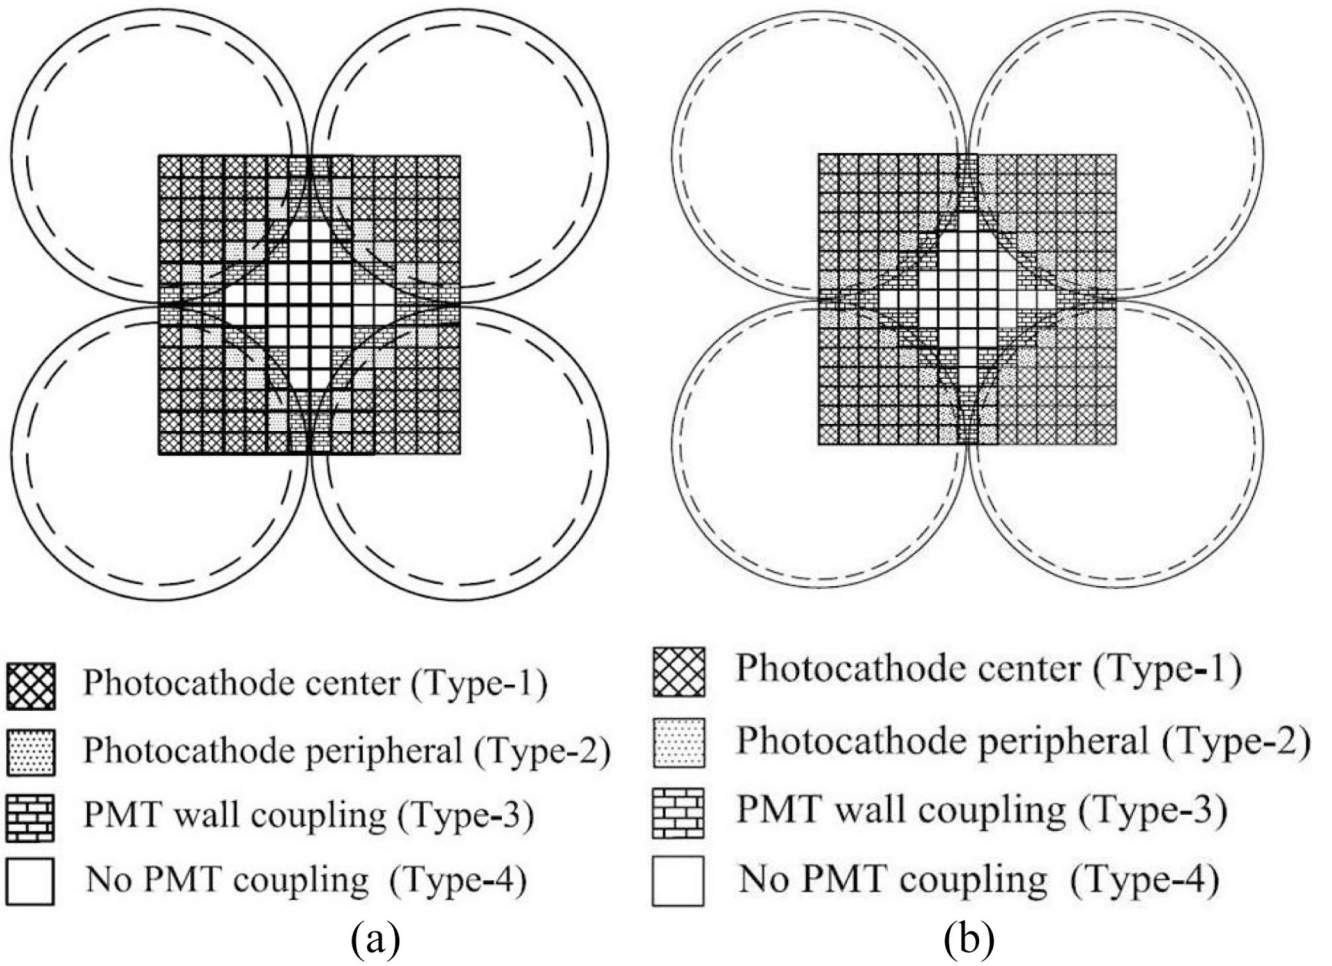 Photocathode center (Type-1)
Photocathode peripheral (Type-2)
PMT wall coupling (Type-3)
No PMT coupling (Type-4)
(a)
Photocathode center (Type-1)
Photocathode peripheral (Type-2)
PMT wall coupling (Type-3)
No PMT coupling (Type-4)
(b)